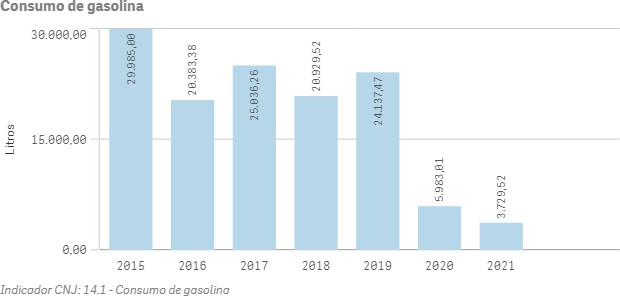 Consumo de gasolina
30.000,00
15.000,00
0,00
Litros
29.985,00
20.383,38
25.036,26
20.929,52
24.137,47
5.983,01
3.729,52
2015 2016 2017 2018 2019 2020 2021
Indicador CNJ: 14.1 - Consumo de gasolina